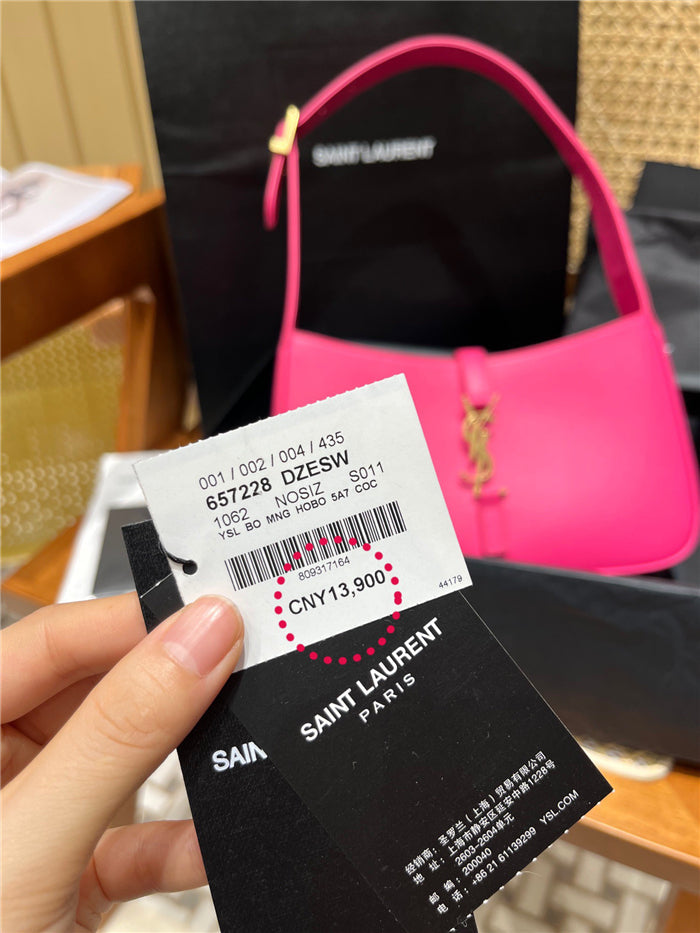 SAINT LAURENT
001 / 002 / 004 / 435
657228 DZESW
1062 NOSIZ S011
YSL BO MNG HOBO 5A7 COC
809317164
CNY13,900
44179
SAINT LAURENT
PARIS
SAIN
经销商：圣罗兰（上海）贸易有限公司
地 址：上海市静安区延安中路1228号
2603-2604单元
邮 编：200040
电 话：+86 21 61139299 YSL.COM
YSL